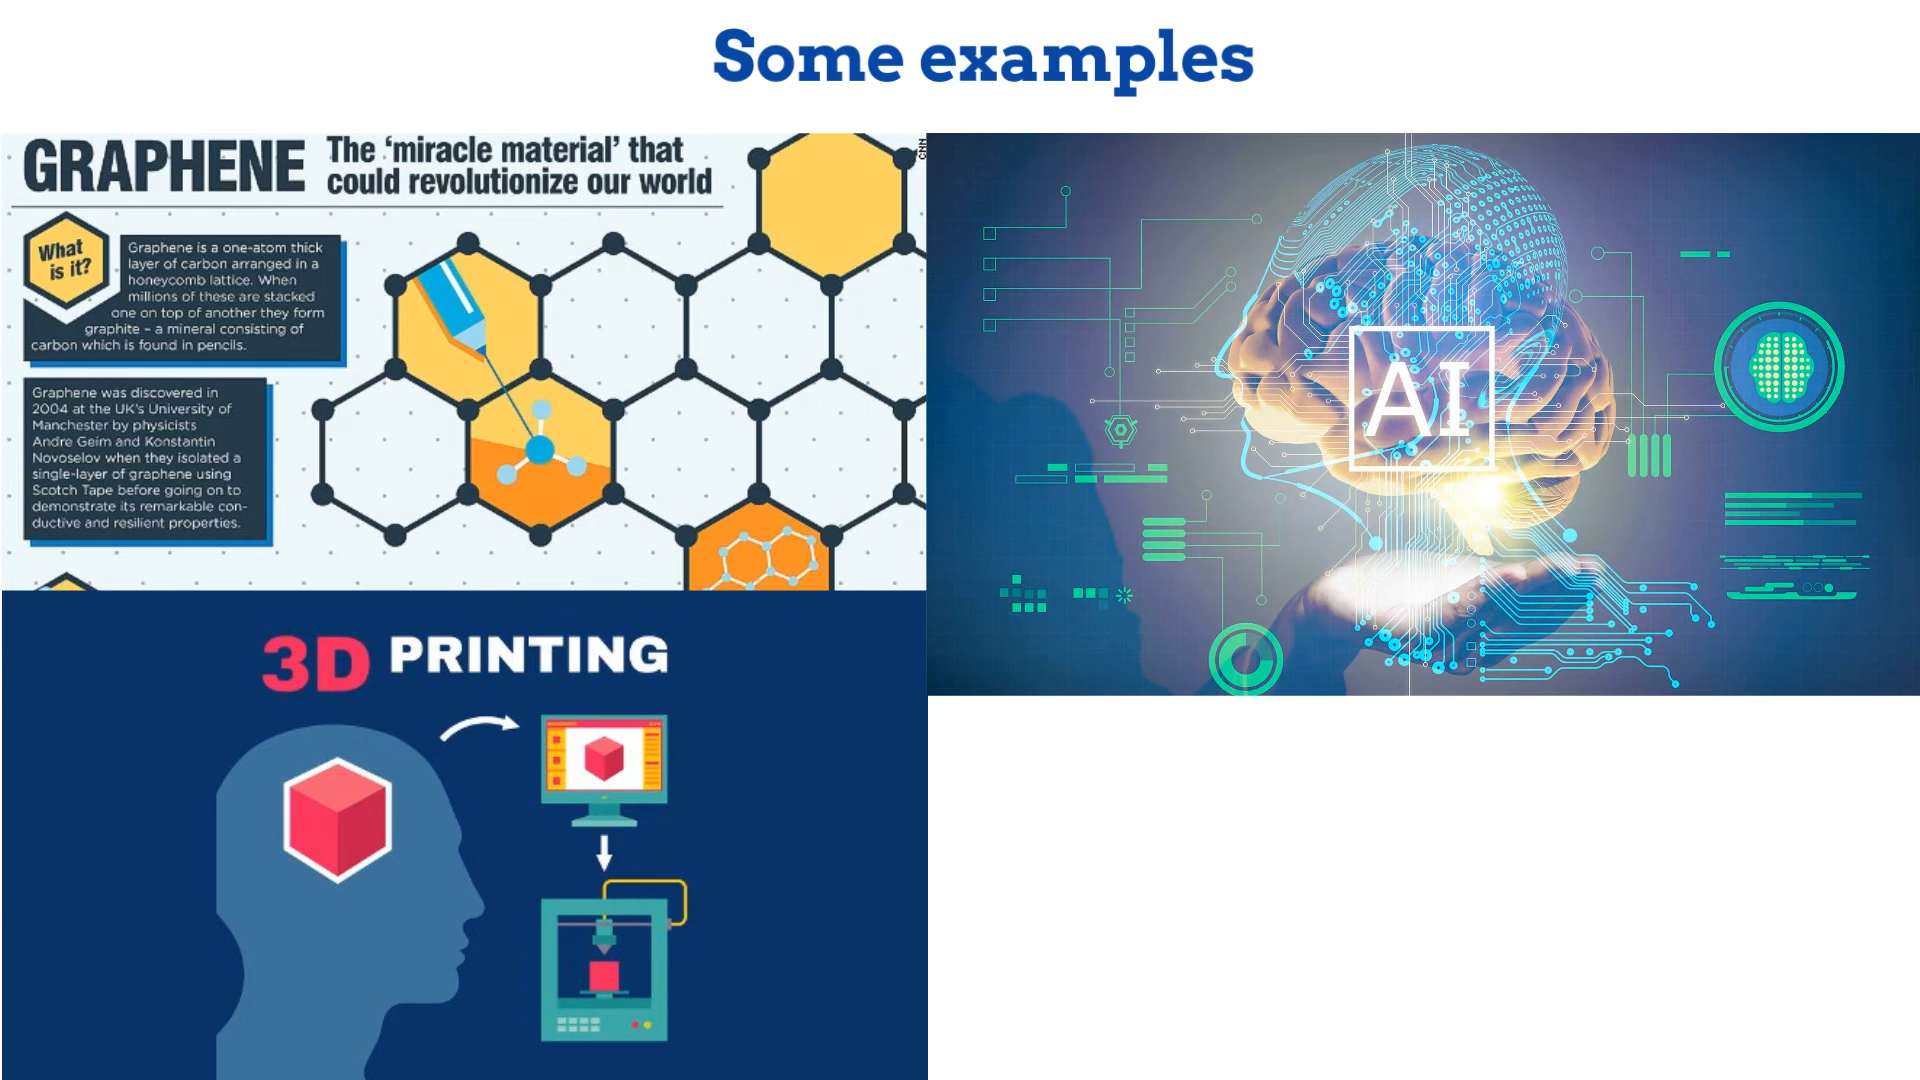 Some examples
GRAPHENE
The ‘miracle material’ that
could revolutionize our world
CNN
What
is it?
Graphene is a one-atom thick
layer of carbon arranged in a
honeycomb lattice. When
millions of these are stacked
one on top of another they form
graphite – a mineral consisting of
carbon which is found in pencils.
Graphene was discovered in
2004 at the UK's University of
Manchester by physicists
Andre Geim and Konstantin
Novoselov when they isolated a
single-layer of graphene using
Scotch Tape before going on to
demonstrate its remarkable con-
ductive and resilient properties.
AI
3D PRINTING